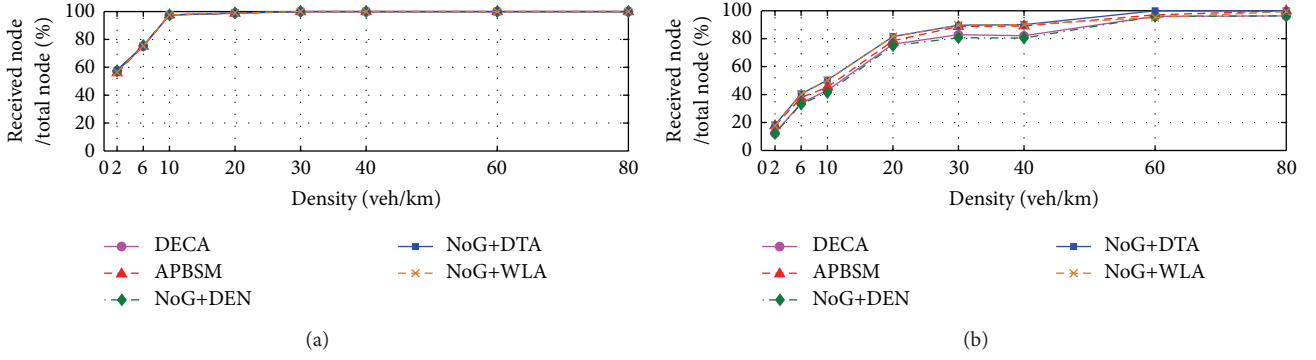 Received node
/total node (%)
100
80
60
40
20
0
0 2 6 10 20 30 40 60 80
Density (veh/km)
DECA
APBSM
NoG+DEN
NoG+DTA
NoG+WLA
(a)
Received node
/total node (%)
100
80
60
40
20
0
0 2 6 10 20 30 40 60 80
Density (veh/km)
DECA
APBSM
NoG+DEN
NoG+DTA
NoG+WLA
(b)